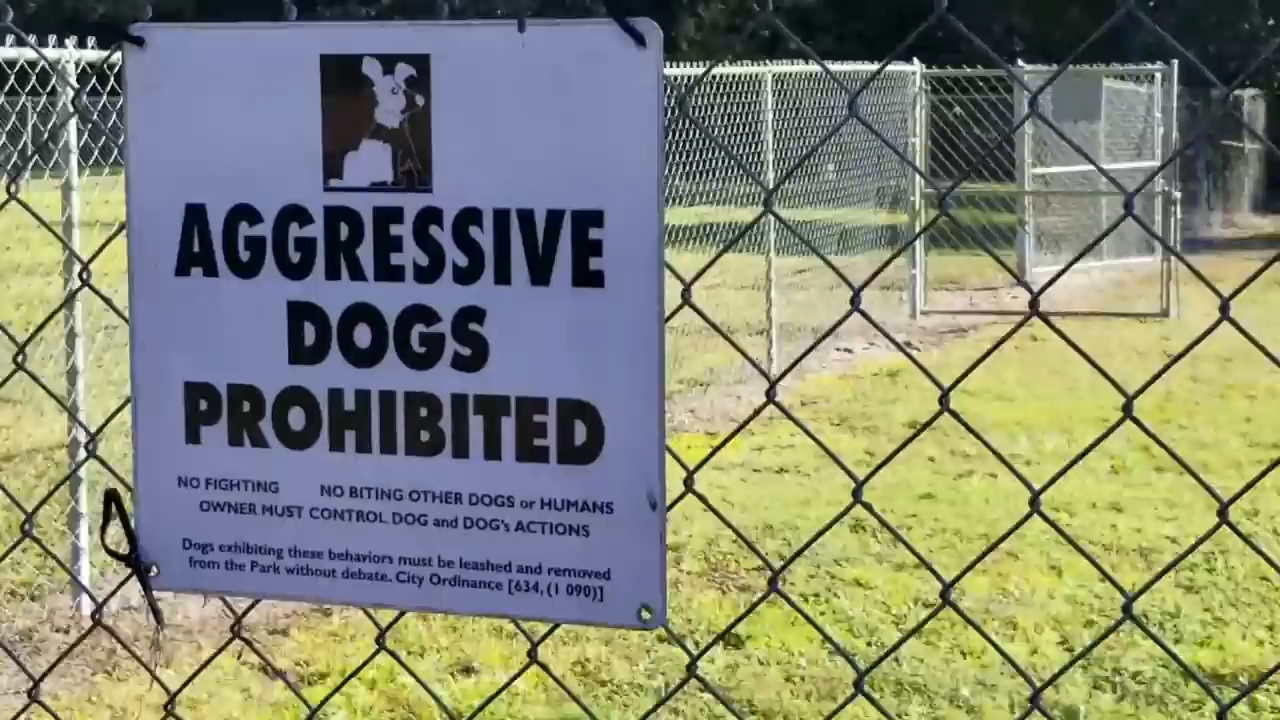 AGGRESSIVE
DOGS
PROHIBITED
NO FIGHTING NO BITING OTHER DOGS or HUMANS
OWNER MUST CONTROL DOG and DOG's ACTIONS
Dogs exhibiting these behaviors must be leashed and removed
from the Park without debate. City Ordinance [634, (1 090)]